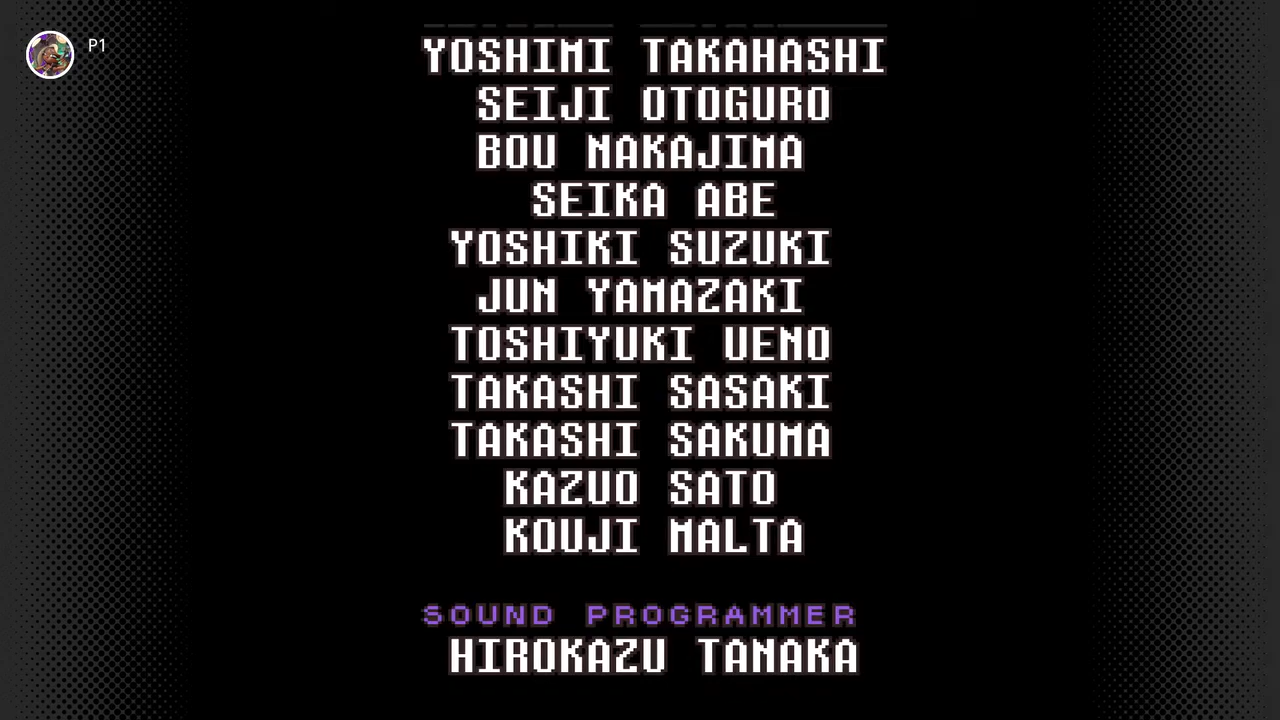 P1
YOSHIMI TAKAHASHI
SEIJI OTOGURO
BOU NAKAJIMA
SEIKA ABE
YOSHIKI SUZUKI
JUN YAMAZAKI
TOSHIYUKI UENO
TAKASHI SASAKI
TAKASHI SAKUMA
KAZUO SATO
KOUJI MALTA
SOUND PROGRAMMER
HIROKAZU TANAKA